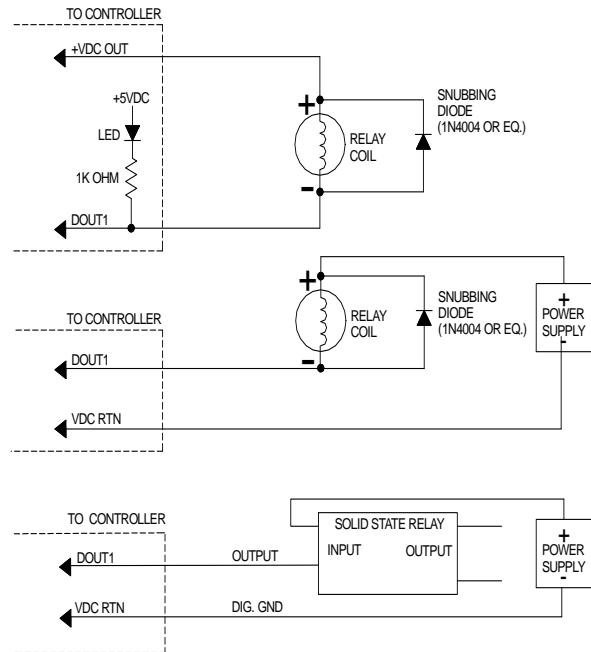 TO CONTROLLER
+VDC OUT
+5VDC
LED
1K OHM
DOUT1
+
-
RELAY
COIL
SNUBBING
DIODE
(1N4004 OR EQ.)
TO CONTROLLER
DOUT1
VDC RTN
+
-
RELAY
COIL
SNUBBING
DIODE
(1N4004 OR EQ.)
+
POWER
SUPPLY
-
TO CONTROLLER
DOUT1
OUTPUT
VDC RTN
DIG. GND
SOLID STATE RELAY
INPUT
OUTPUT
+
POWER
SUPPLY
-